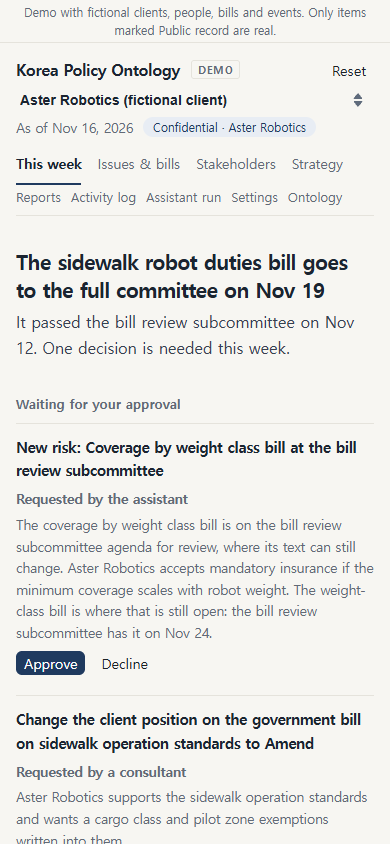 Demo with fictional clients, people, bills and events. Only items
marked Public record are real.
Korea Policy Ontology DEMO Reset
Aster Robotics (fictional client)
As of Nov 16, 2026 Confidential · Aster Robotics
This week Issues & bills Stakeholders Strategy
Reports Activity log Assistant run Settings Ontology
The sidewalk robot duties bill goes
to the full committee on Nov 19
It passed the bill review subcommittee on Nov
12. One decision is needed this week.
Waiting for your approval
New risk: Coverage by weight class bill at the bill
review subcommittee
Requested by the assistant
The coverage by weight class bill is on the bill review
subcommittee agenda for review, where its text can still
change. Aster Robotics accepts mandatory insurance if the
minimum coverage scales with robot weight. The weight-
class bill is where that is still open: the bill review
subcommittee has it on Nov 24.
Approve Decline
Change the client position on the government bill
on sidewalk operation standards to Amend
Requested by a consultant
Aster Robotics supports the sidewalk operation standards
and wants a cargo class and pilot zone exemptions
written into them.